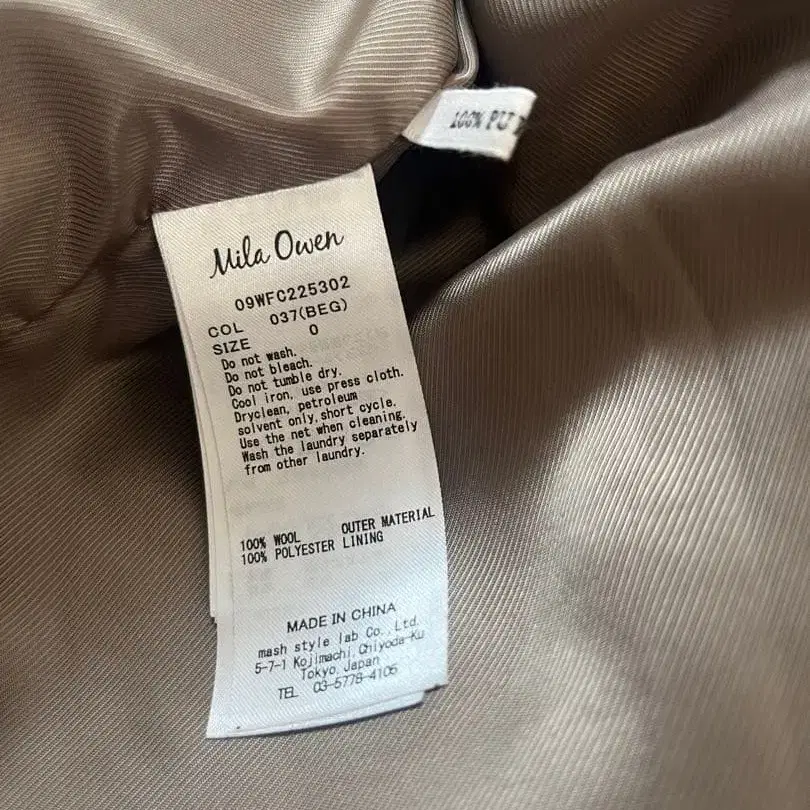 100% PU
Mila Owen
09WFC225302
COL 037(BEG)
SIZE 0
Do not wash.
Do not bleach.
Do not tumble dry.
Cool iron, use press cloth.
Dryclean, petroleum
solvent only,short cycle.
Use the net when cleaning.
Wash the laundry separately
from other laundry.
100% WOOL OUTER MATERIAL
100% POLYESTER LINING
MADE IN CHINA
mash style lab Co.,Ltd.
5-7-1 Kojimachi,Chiyoda-Ku
Tokyo,Japan
TEL 03-5778-4105